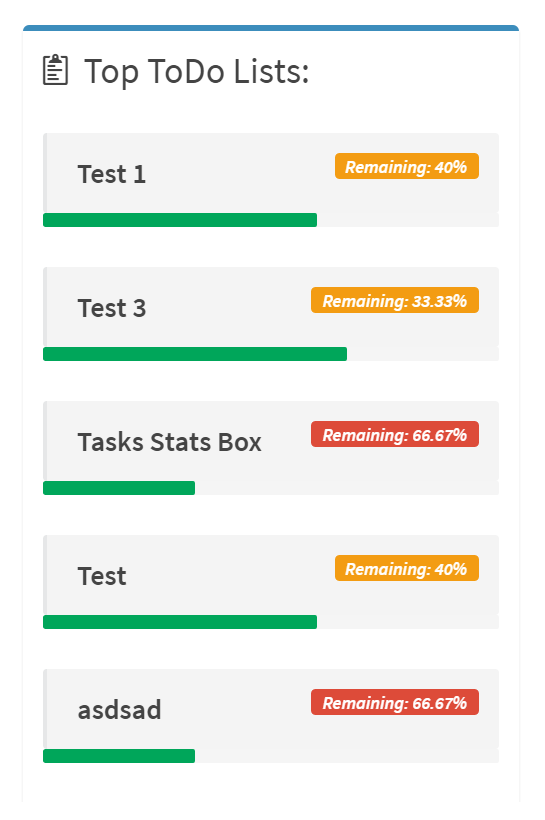 Top ToDo Lists:
Test 1
Remaining: 40%
Test 3
Remaining: 33.33%
Tasks Stats Box
Remaining: 66.67%
Test
Remaining: 40%
asdsad
Remaining: 66.67%